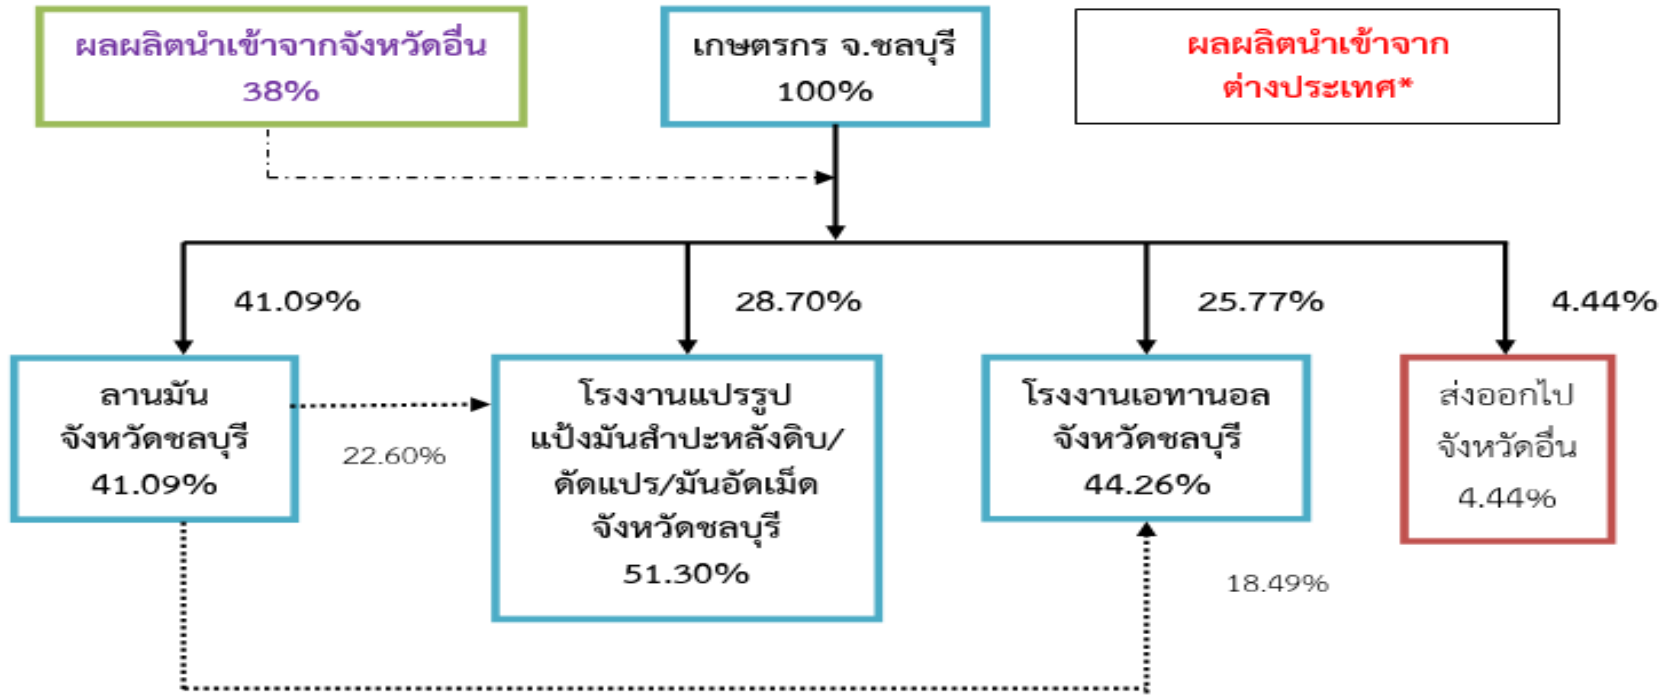 ผลผลิตนำเข้าจากจังหวัดอื่น
38%
เกษตรกร จ.ชลบุรี
100%
ผลผลิตนำเข้าจาก
ต่างประเทศ*
41.09%
28.70%
25.77%
4.44%
ลานมัน
จังหวัดชลบุรี
41.09%
22.60%
โรงงานแปรรูป
แป้งมันสำปะหลังดิบ/
ดัดแปร/มันอัดเม็ด
จังหวัดชลบุรี
51.30%
โรงงานเอทานอล
จังหวัดชลบุรี
44.26%
ส่งออกไป
จังหวัดอื่น
4.44%
18.49%